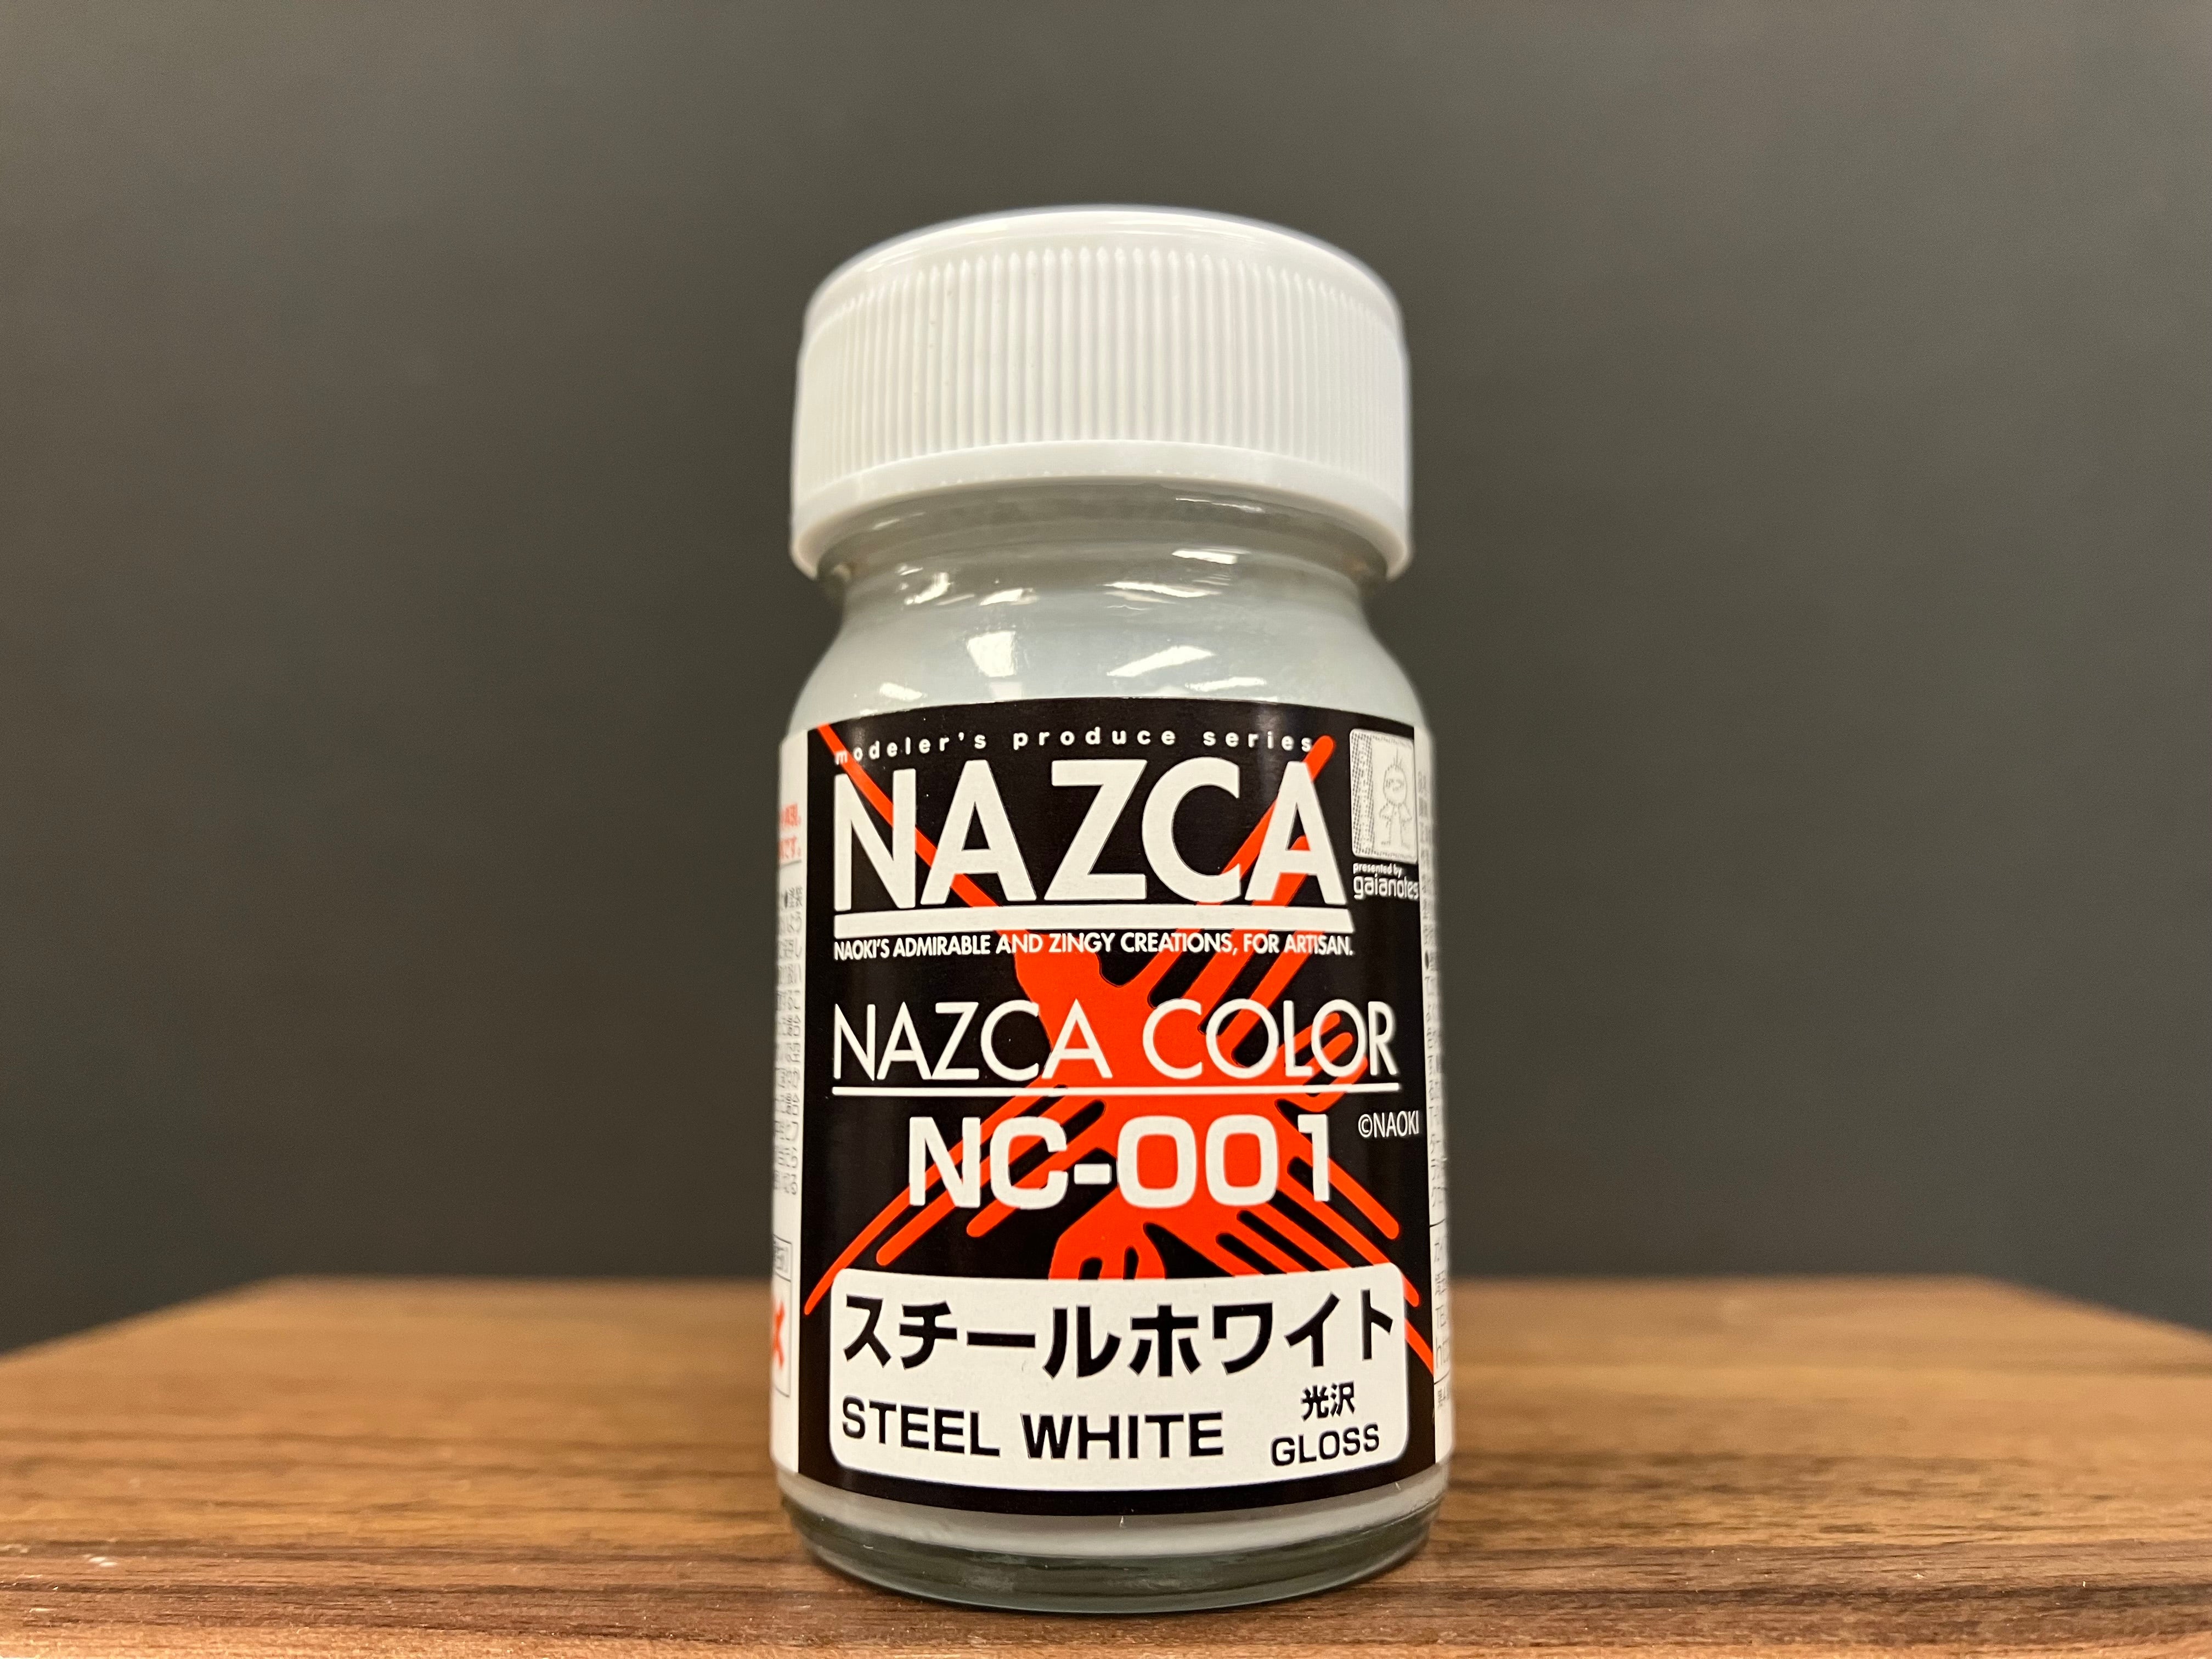 modeler's produce series
NAZCA
presented by
gaianotes
NAOKI'S ADMIRABLE AND ZINGY CREATIONS, FOR ARTISAN.
NAZCA COLOR
NC-001
©NAOKI
スチールホワイト
STEEL WHITE
光沢
GLOSS